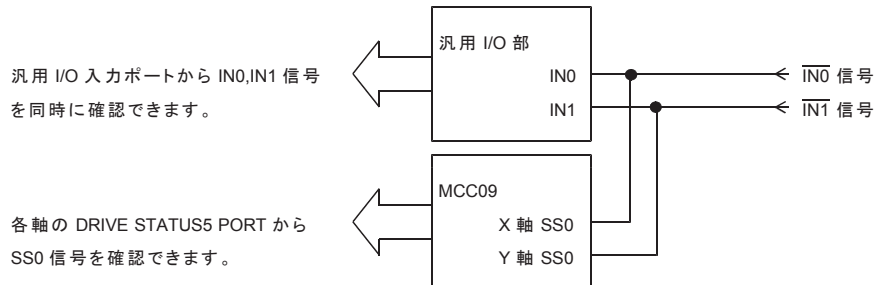 汎用 I/O 部
汎用 I/O 入力ポートから IN0,IN1 信号
を同時に確認できます。
IN0
IN1
IN0 信号
IN1 信号
MCC09
各軸の DRIVE STATUS5 PORT から
SS0 信号を確認できます。
X 軸 SS0
Y 軸 SS0